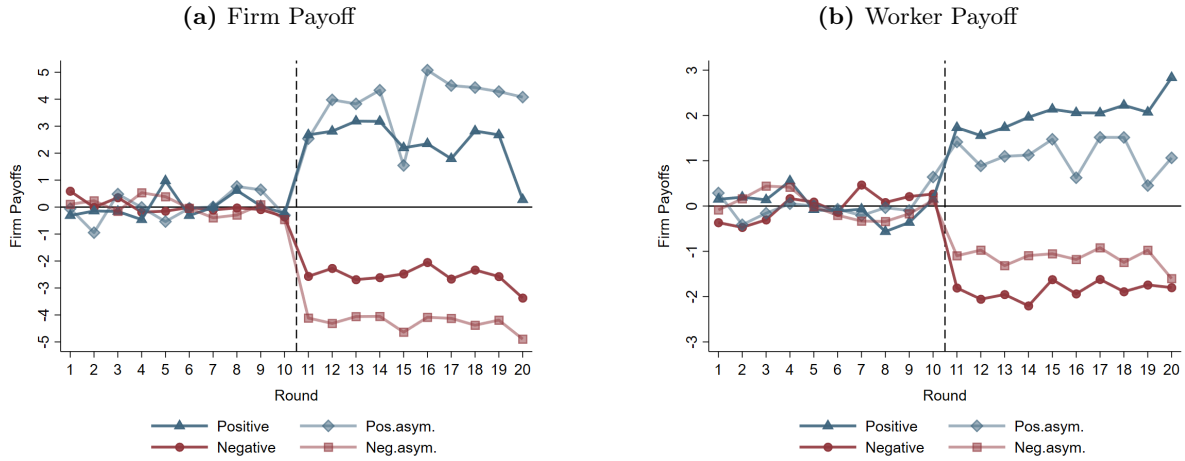 (a) Firm Payoff
Firm Payoffs
5
4
3
2
1
0
-1
-2
-3
-4
-5
1 2 3 4 5 6 7 8 9 10 11 12 13 14 15 16 17 18 19 20
Round
Positive Pos.asym.
Negative Neg.asym.
(b) Worker Payoff
Firm Payoffs
3
2
1
0
-1
-2
-3
1 2 3 4 5 6 7 8 9 10 11 12 13 14 15 16 17 18 19 20
Round
Positive Pos.asym.
Negative Neg.asym.